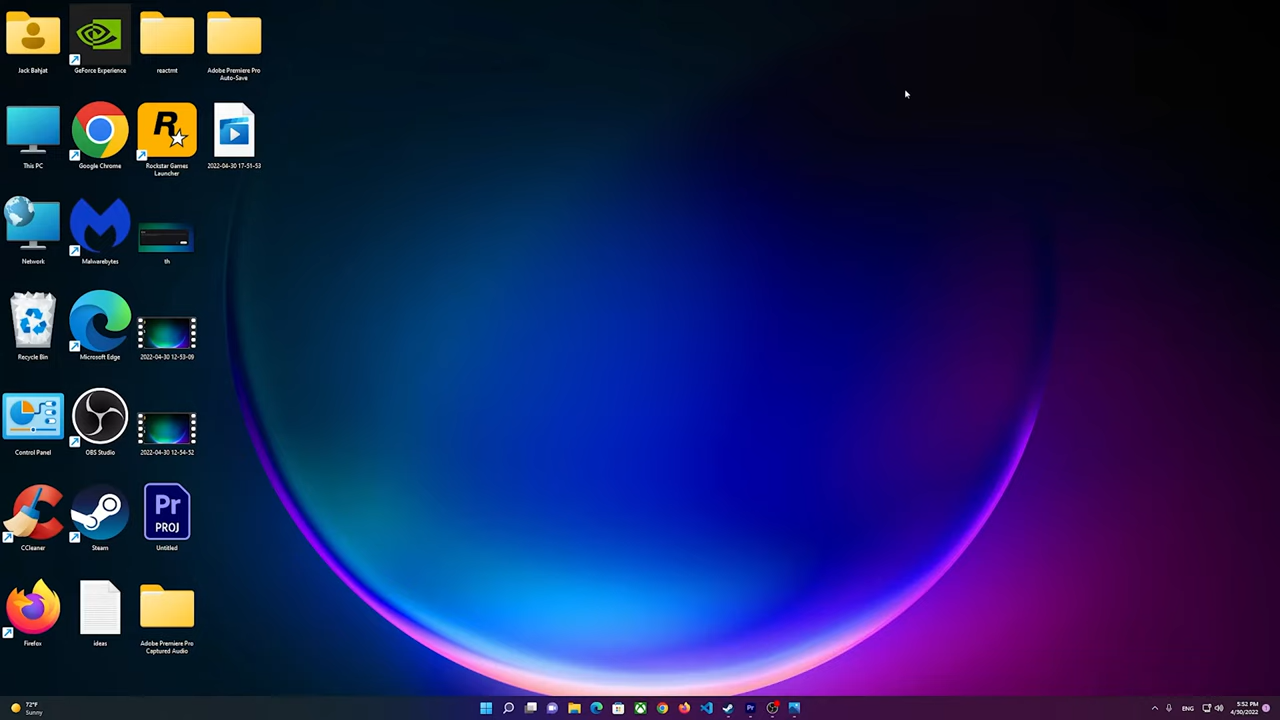 Jack Bahjat
GeForce Experience
reactmt
Adobe Premiere Pro
Auto-Save
This PC
Google Chrome
R
Rockstar Games
Launcher
2022-04-30 17-51-53
Network
Malwarebytes
th
Recycle Bin
Microsoft Edge
2022-04-30 12-53-09
Control Panel
OBS Studio
2022-04-30 12-54-52
Pr
PROJ
CCleaner
Steam
Untitled
Firefox
ideas
Adobe Premiere Pro
Captured Audio
72°F
Sunny
Pr
ENG
5:52 PM
4/30/2022
1